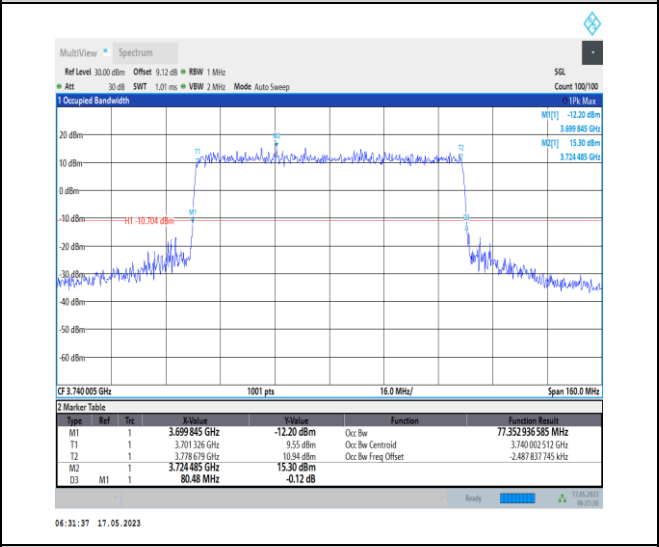 MultiView Spectrum
Ref Level 30.00 dBm Offset 9.12 dB RBW 1 MHz SGL
Att 30 dB SWT 1.01 ms VBW 2 MHz Mode Auto Sweep Count 100/100
1 Occupied Bandwidth 1Pk Max
M1[1] -12.20 dBm
3.699 845 GHz
M2[1] 15.30 dBm
3.724 485 GHz
20 dBm
M2
T1
T2
10 dBm
0 dBm
M1
-10 dBm
H1 -10.704 dBm
D3
-20 dBm
-30 dBm
-40 dBm
-50 dBm
-60 dBm
CF 3.740 005 GHz 1001 pts 16.0 MHz/ Span 160.0 MHz
2 Marker Table
Type Ref Trc X-Value Y-Value Function Function Result
M1 1 3.699 845 GHz -12.20 dBm Occ Bw 77.352 936 585 MHz
T1 1 3.701 326 GHz 9.55 dBm Occ Bw Centroid 3.740 002 512 GHz
T2 1 3.778 679 GHz 10.94 dBm Occ Bw Freq Offset -2.487 837 745 kHz
M2 1 3.724 485 GHz 15.30 dBm
D3 M1 1 80.48 MHz -0.12 dB
Ready 17.05.2023
06:31:36
06:31:37 17.05.2023